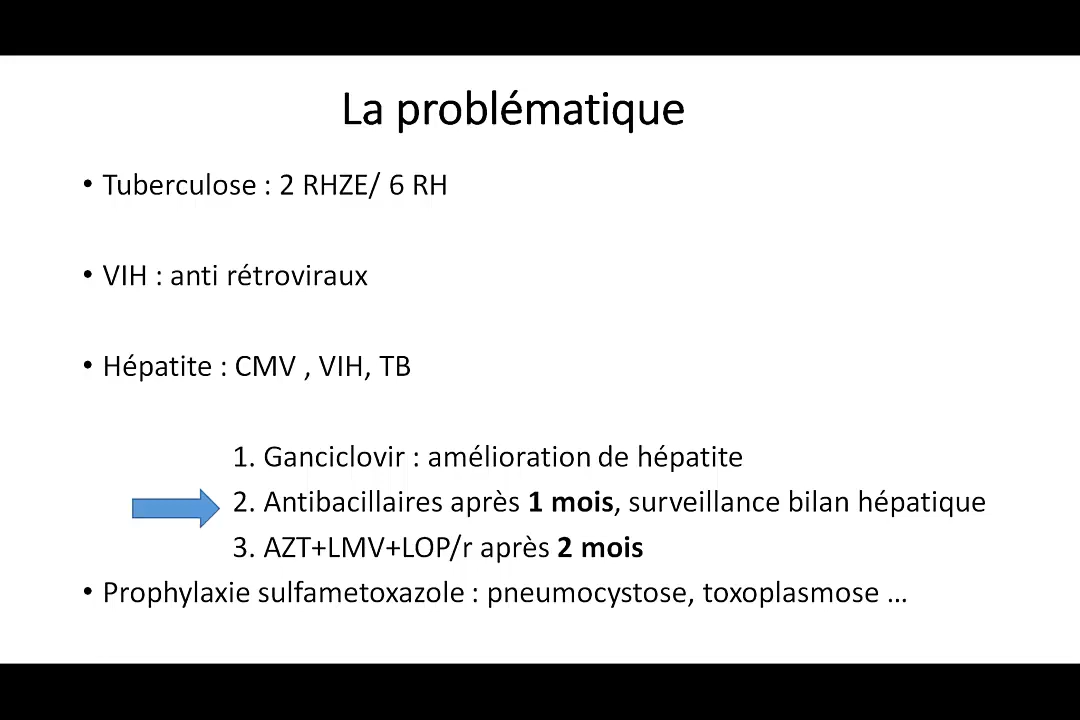 La problématique
• Tuberculose : 2 RHZE/ 6 RH
• VIH : anti rétroviraux
• Hépatite : CMV , VIH, TB
1. Ganciclovir : amélioration de hépatite
2. Antibacillaires après 1 mois, surveillance bilan hépatique
3. AZT+LMV+LOP/r après 2 mois
• Prophylaxie sulfametoxazole : pneumocystose, toxoplasmose ...